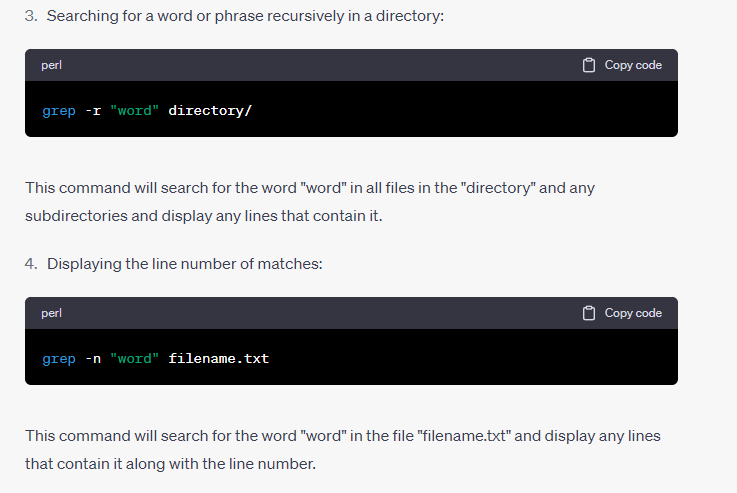 3. Searching for a word or phrase recursively in a directory:
perl Copy code
grep -r "word" directory/
This command will search for the word "word" in all files in the "directory" and any
subdirectories and display any lines that contain it.
4. Displaying the line number of matches:
perl Copy code
grep -n "word" filename.txt
This command will search for the word "word" in the file "filename.txt" and display any lines
that contain it along with the line number.